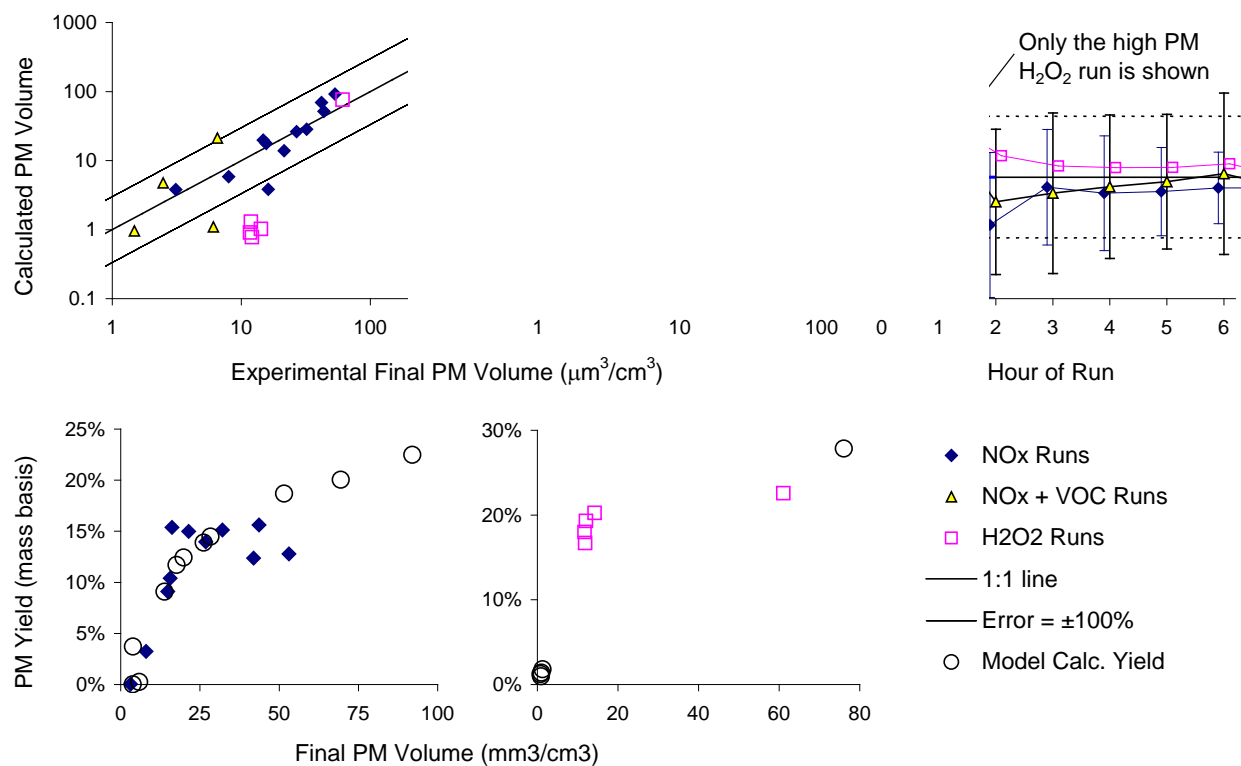 1000
100
10
1
0.1
Calculated PM Volume
1
10
100
1
10
100
0
1
2
3
4
5
6
Only the high PM
H₂O₂ run is shown
Experimental Final PM Volume (μm³/cm³)
Hour of Run
25%
20%
15%
10%
5%
0%
PM Yield (mass basis)
0
25
50
75
100
30%
20%
10%
0%
0
20
40
60
80
Final PM Volume (mm3/cm3)
NOx Runs
NOx + VOC Runs
H2O2 Runs
1:1 line
Error = ±100%
Model Calc. Yield